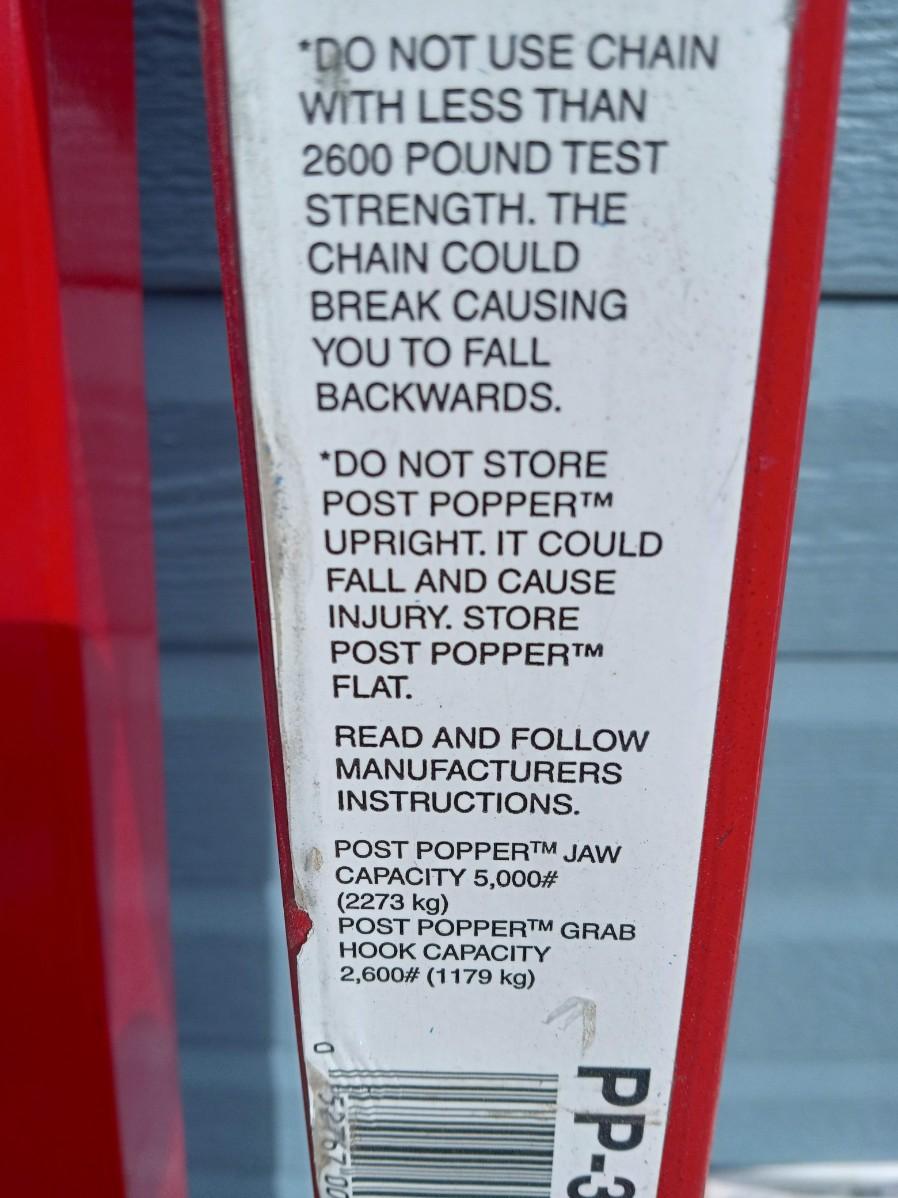 *DO NOT USE CHAIN
WITH LESS THAN
2600 POUND TEST
STRENGTH. THE
CHAIN COULD
BREAK CAUSING
YOU TO FALL
BACKWARDS.
*DO NOT STORE
POST POPPER™
UPRIGHT. IT COULD
FALL AND CAUSE
INJURY. STORE
POST POPPER™
FLAT.
READ AND FOLLOW
MANUFACTURERS
INSTRUCTIONS.
POST POPPER™ JAW
CAPACITY 5,000#
(2273 kg)
POST POPPER™ GRAB
HOOK CAPACITY
2,600# (1179 kg)
0
PP-3